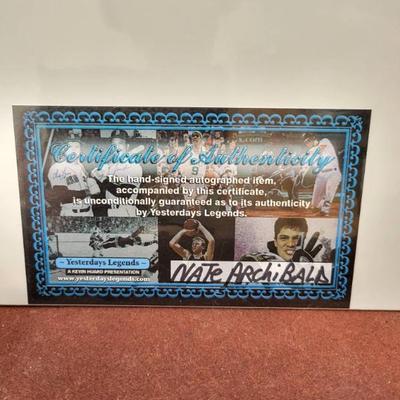 Certificate of Authenticity
The hand-signed autographed item,
accompanied by this certificate,
is unconditionally guaranteed as to its authenticity
by Yesterdays Legends.
~ Yesterdays Legends ~
A KEVIN HUARD PRESENTATION
www.yesterdayslegends.com
NATE ARCHIBALD